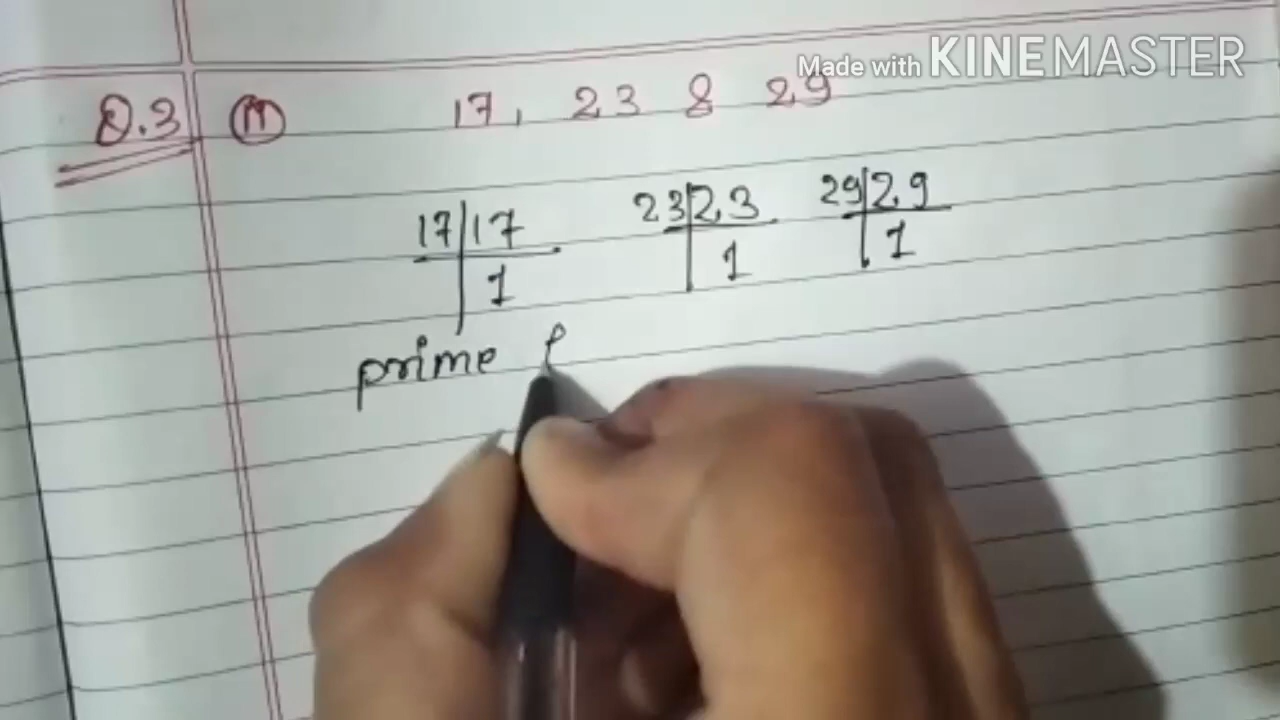 Made with KINEMASTER
Q.3 (ii) 17, 23 & 29
17 | 17 23 | 23 29 | 29
1 1 1
prime f